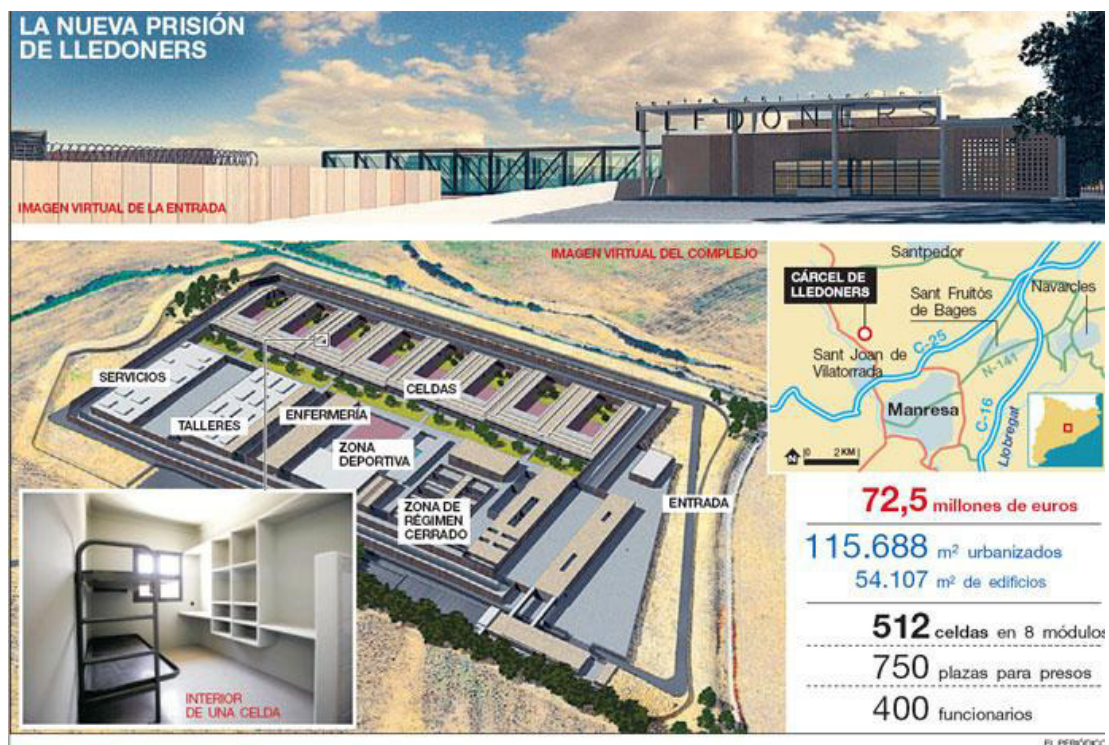 LA NUEVA PRISIÓN
DE LLEDONERS
LLEDONERS
IMAGEN VIRTUAL DE LA ENTRADA
IMAGEN VIRTUAL DEL COMPLEJO
SERVICIOS
TALLERES
ENFERMERÍA
CELDAS
ZONA
DEPORTIVA
ZONA DE
RÉGIMEN
CERRADO
ENTRADA
INTERIOR
DE UNA CELDA
Santpedor
CÁRCEL DE
LLEDONERS
Sant Fruitós
de Bages
Navarcles
C-25
Sant Joan de
Vilatorrada
N-141
Manresa
C-16
Llobregat
0 2 KM
72,5 millones de euros
115.688 m² urbanizados
54.107 m² de edificios
512 celdas en 8 módulos
750 plazas para presos
400 funcionarios
EL PERIÓDICO